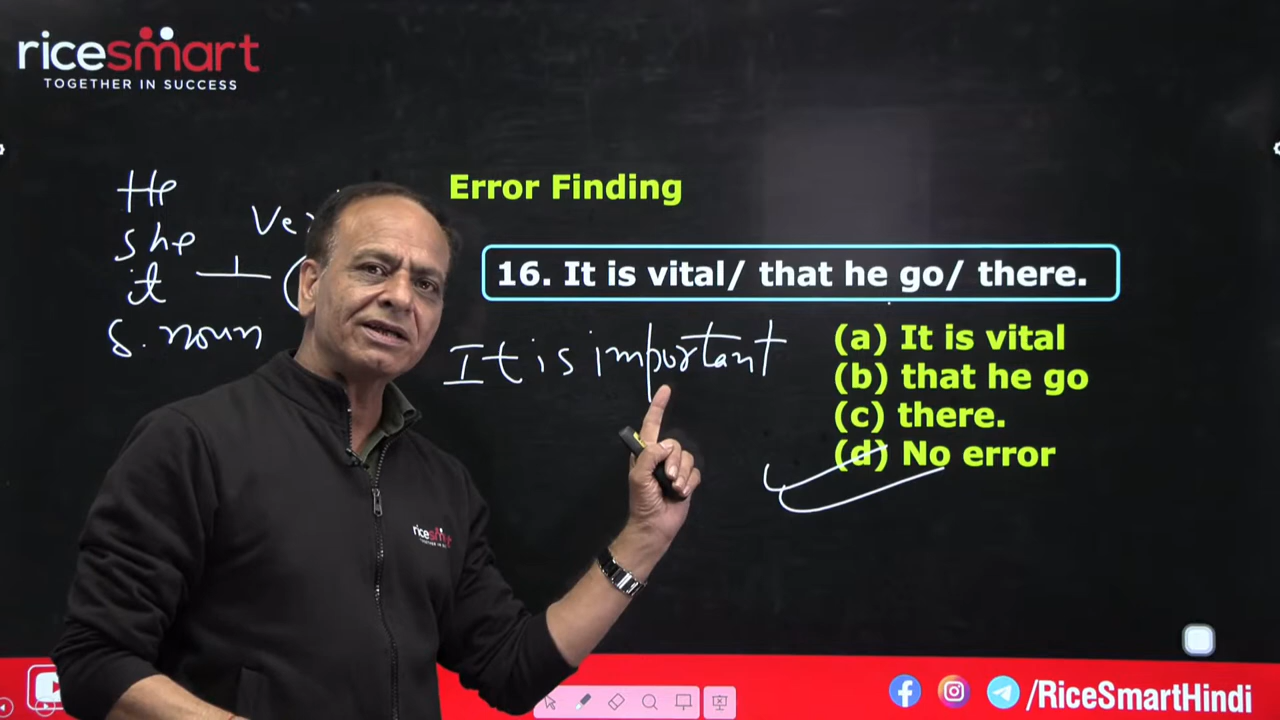 ricesmart
TOGETHER IN SUCCESS
He
she
it
S. noun
Error Finding
16. It is vital/ that he go/ there.
It is important
(a) It is vital
(b) that he go
(c) there.
(d) No error
ricesmart
/RiceSmartHindi